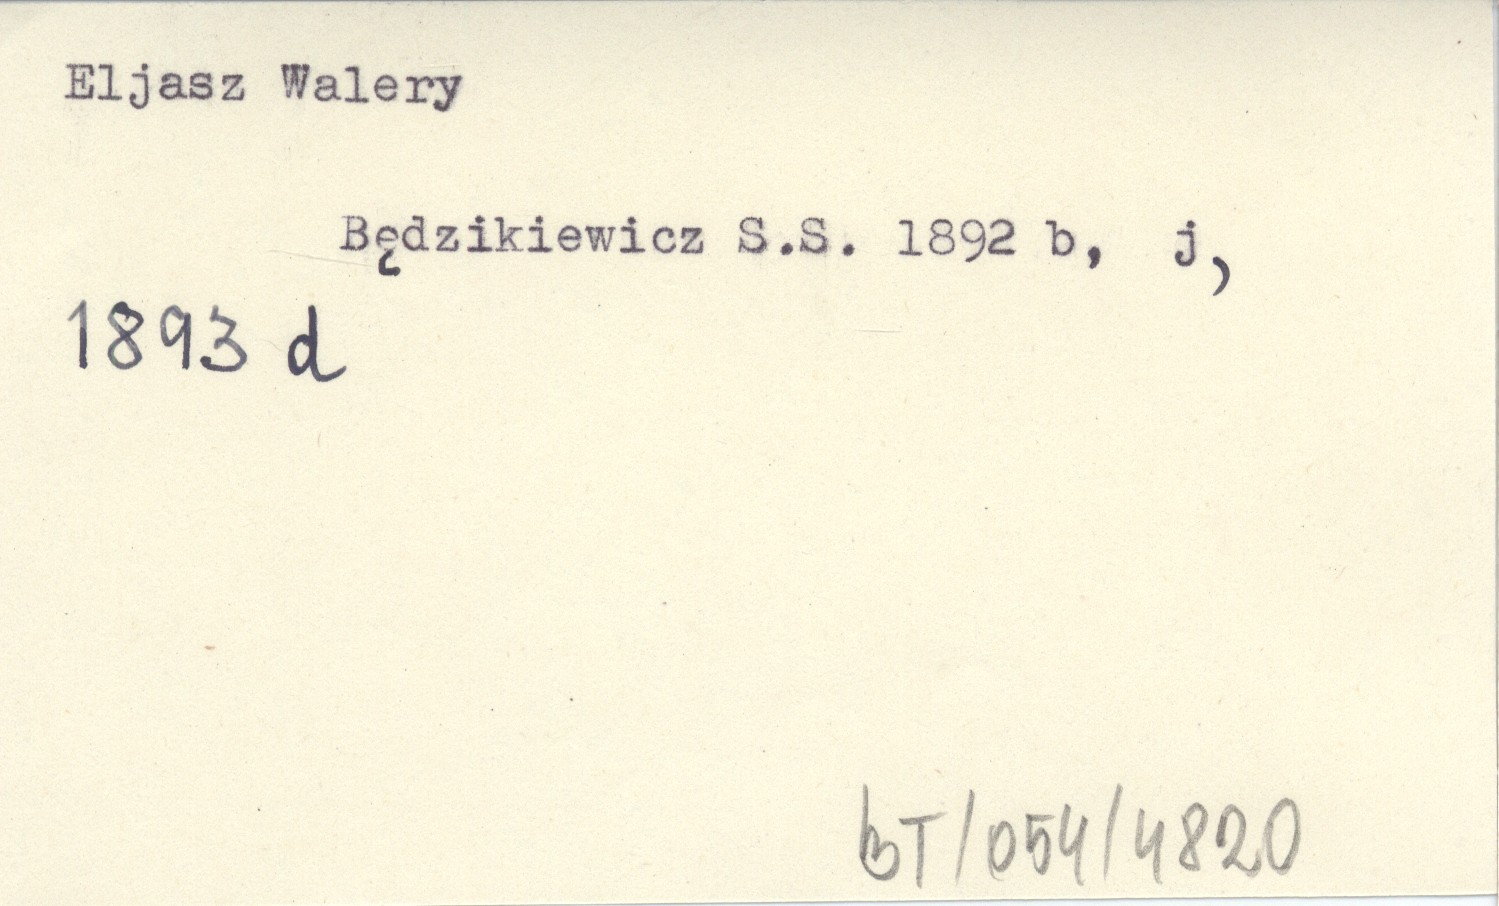 Eljasz Walery
Będzikiewicz S.S. 1892 b, j,
1893 d
BT/054/4820